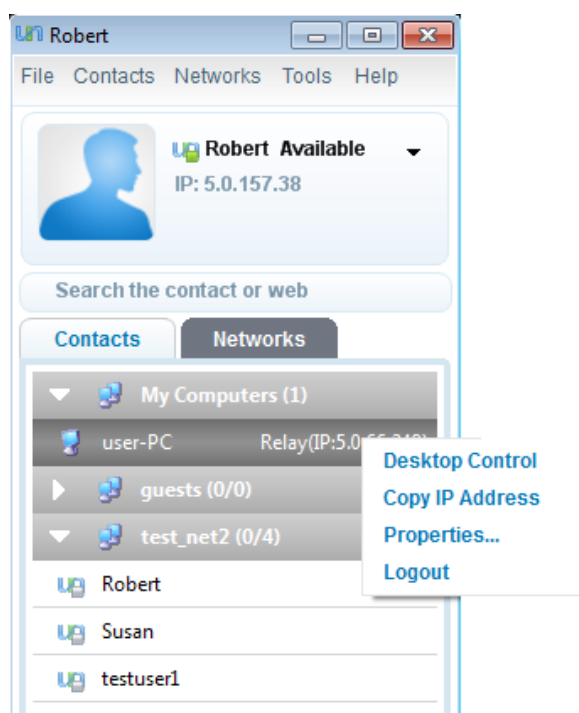 Robert
File Contacts Networks Tools Help
Robert Available
IP: 5.0.157.38
Search the contact or web
Contacts Networks
My Computers (1)
user-PC Relay(IP:5.0
Desktop Control
guests (0/0)
Copy IP Address
Properties...
test_net2 (0/4)
Logout
Robert
Susan
testuser1